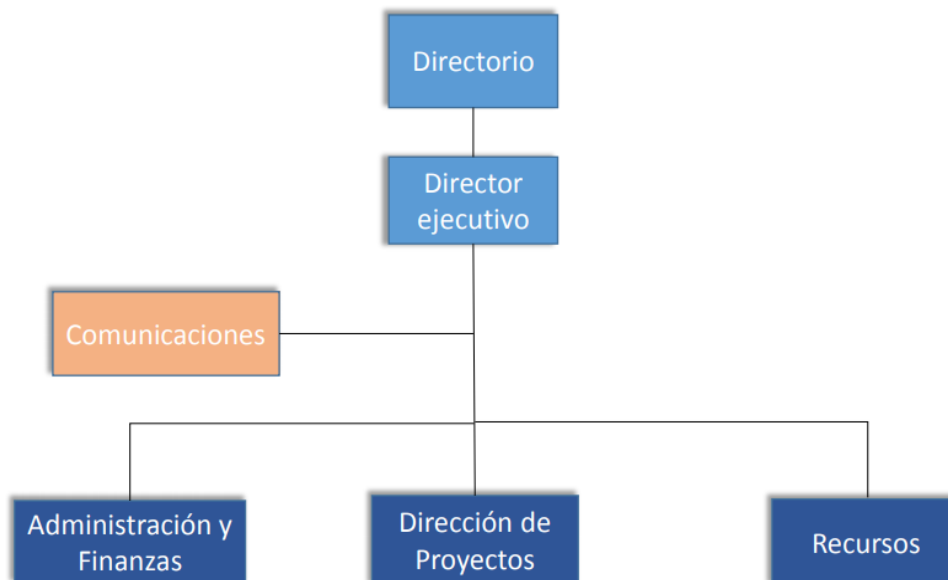 Directorio
Director
ejecutivo
Comunicaciones
Administración y
Finanzas
Dirección de
Proyectos
Recursos